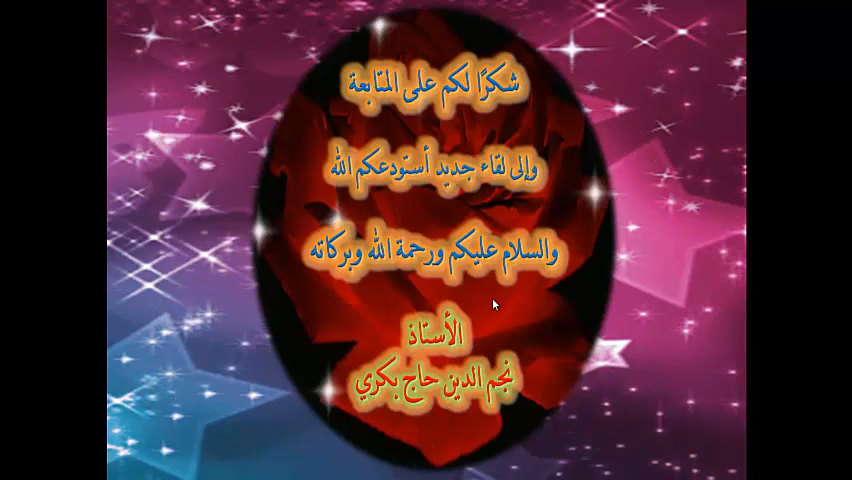 شكرًا لكم على المتابعة
وإلى لقاء جديد أستودعكم الله
والسلام عليكم ورحمة الله وبركاته
الأستاذ
نجم الدين حاج بكري